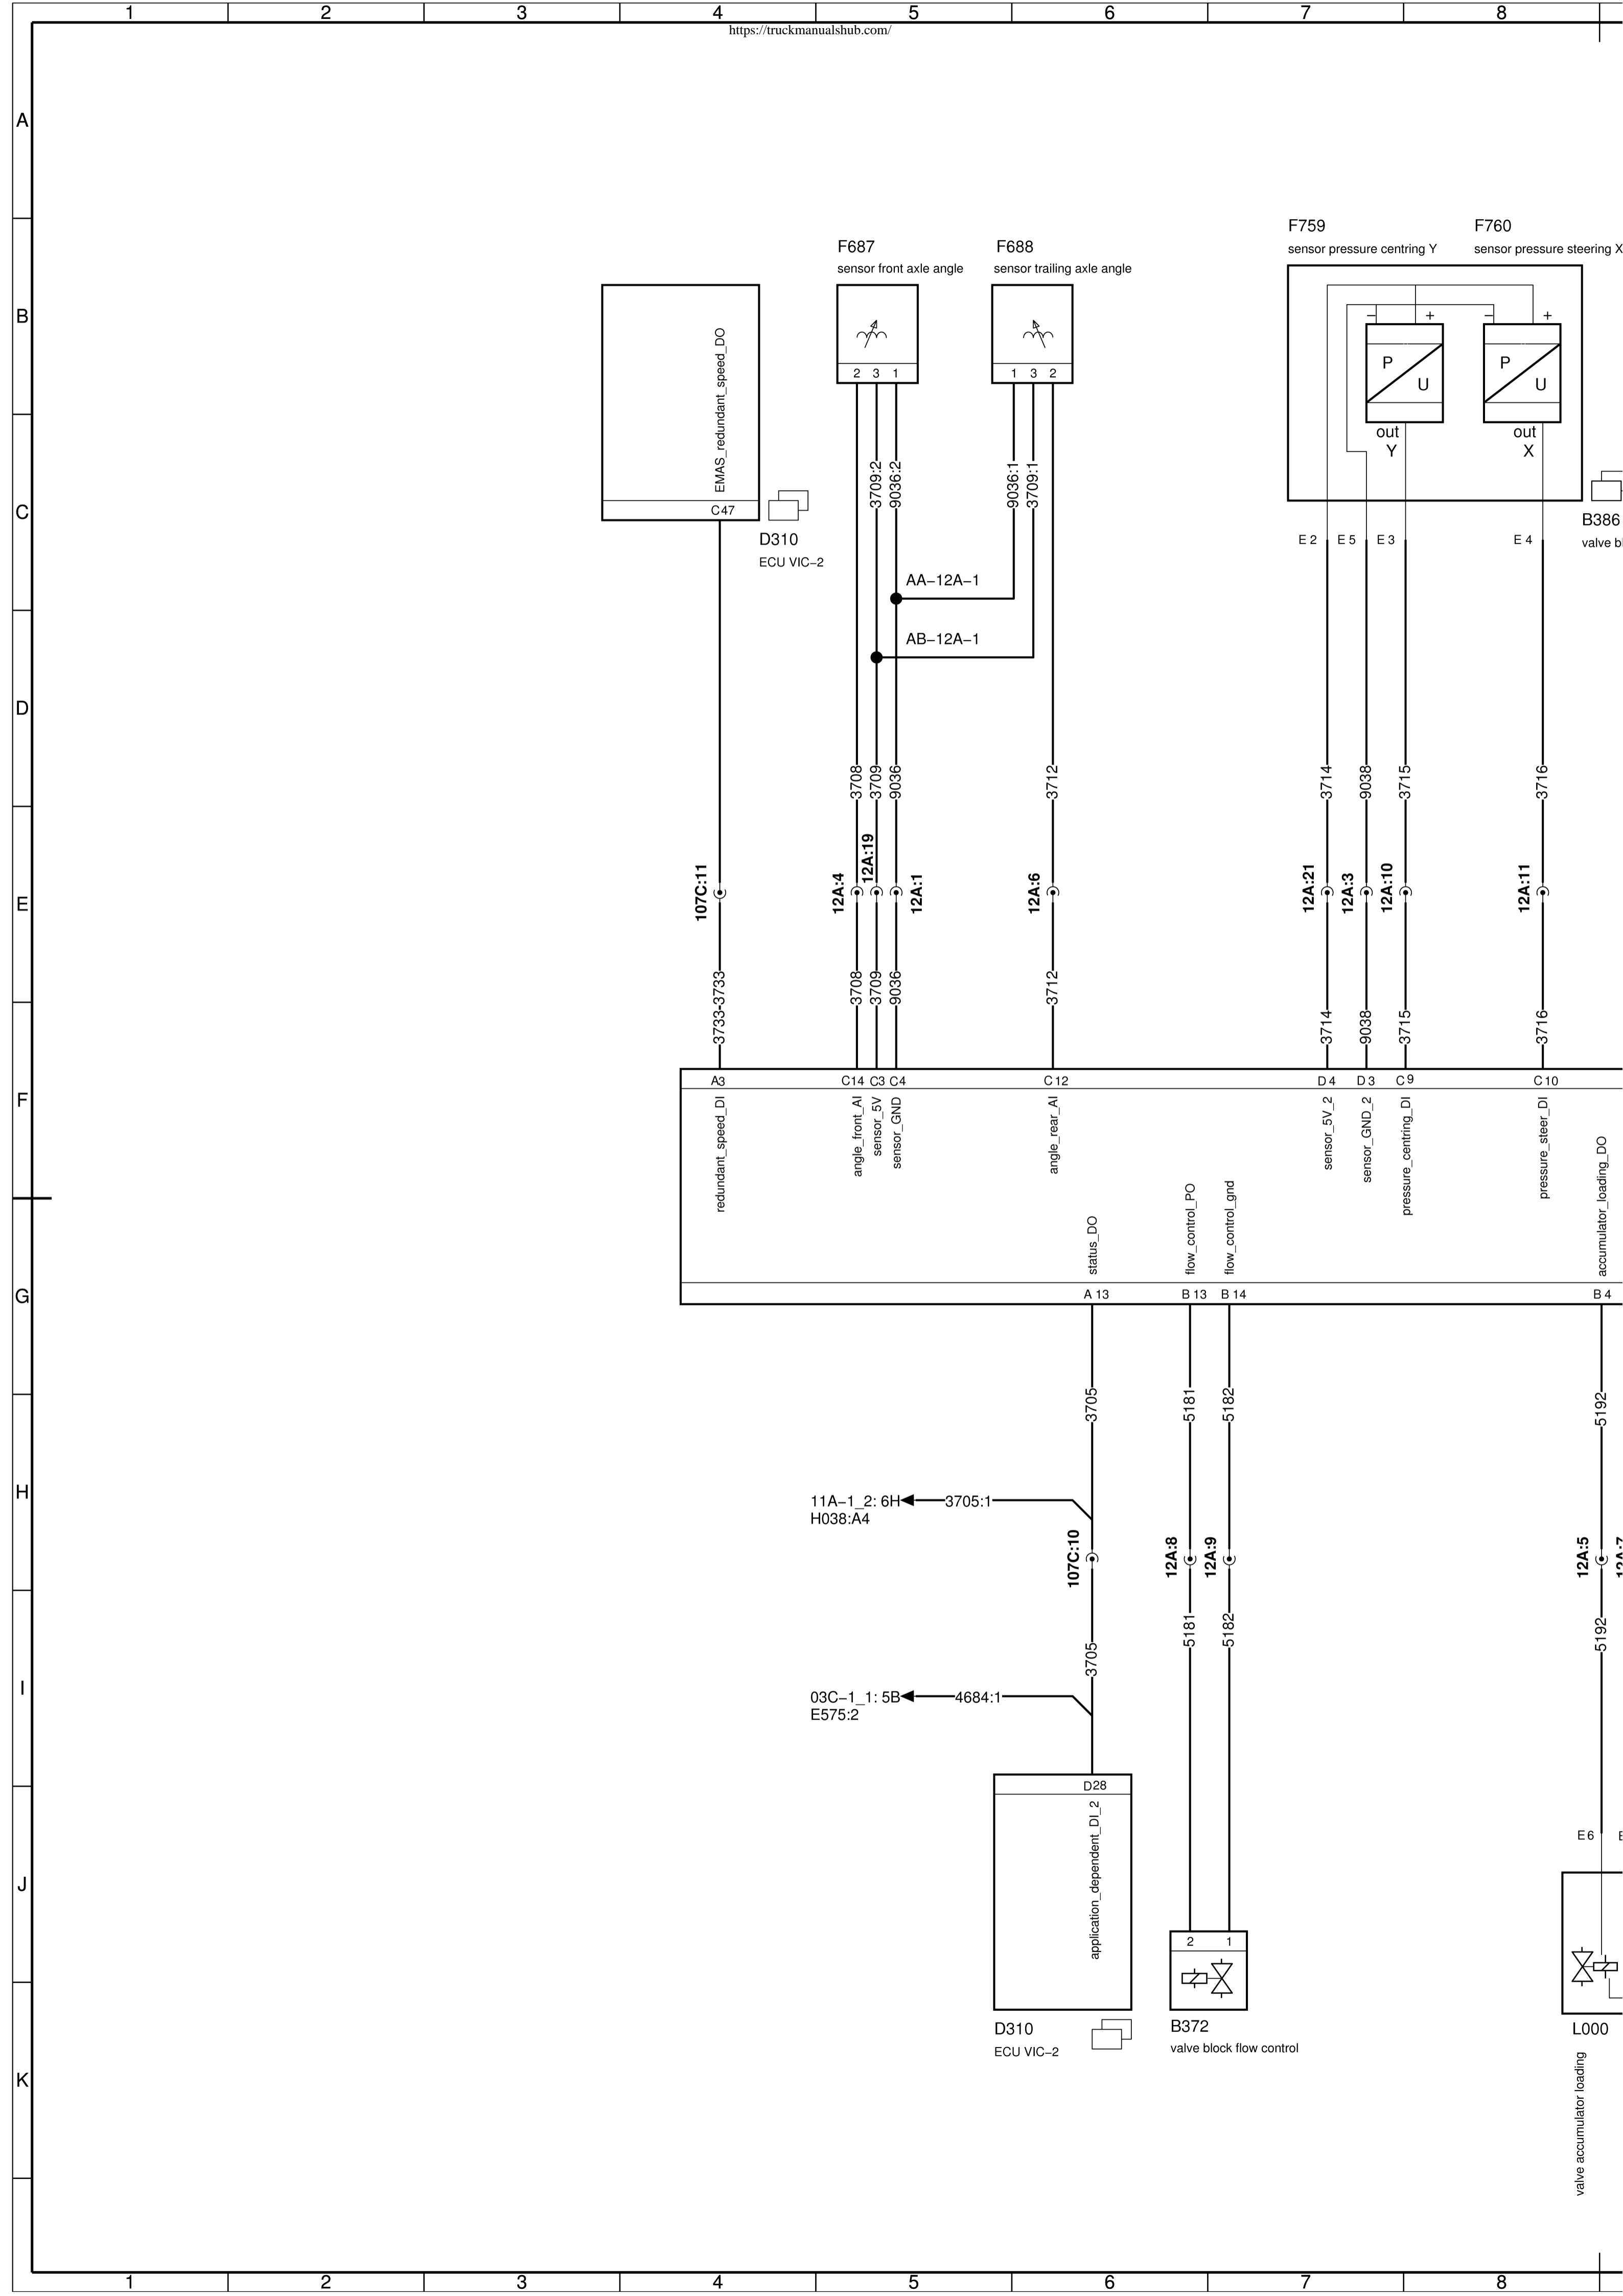 1 2 3 4 5 6 7 8
https://truckmanualshub.com/
A
F759 F760
sensor pressure centring Y sensor pressure steering X
F687 F688
sensor front axle angle sensor trailing axle angle
B
EMAS_redundant_speed_DO
− + − +
P U P U
2 3 1 1 3 2
out out
Y X
3709:2 9036:2 9036:1 3709:1
C
C47
D310
ECU VIC−2
B386
E 2 E 5 E 3 E 4
AA−12A−1
AB−12A−1
D
3708 3709 9036 3712 3714 9038 3715 3716
E
107C:11 12A:4 12A:19 12A:1 12A:6 12A:21 12A:3 12A:10 12A:11
3733-3733 3708 3709 9036 3712 3714 9038 3715 3716
F
A3 C14 C3 C4 C12 D4 D3 C9 C10
redundant_speed_DI angle_front_AI sensor_5V sensor_GND angle_rear_AI sensor_5V_2 sensor_GND_2 pressure_centring_DI pressure_steer_DI
status_DO flow_control_PO flow_control_gnd accumulator_loading_DO
G
A 13 B 13 B 14 B 4
3705 5181 5182 5192
H
11A−1_2: 6H 3705:1
H038:A4
107C:10 12A:8 12A:9 12A:5
3705 5181 5182 5192
I
03C−1_1: 5B 4684:1
E575:2
D28
application_dependent_DI_2
E6
J
2 1
D310 B372 L000
ECU VIC−2 valve block flow control
K
valve accumulator loading
1 2 3 4 5 6 7 8